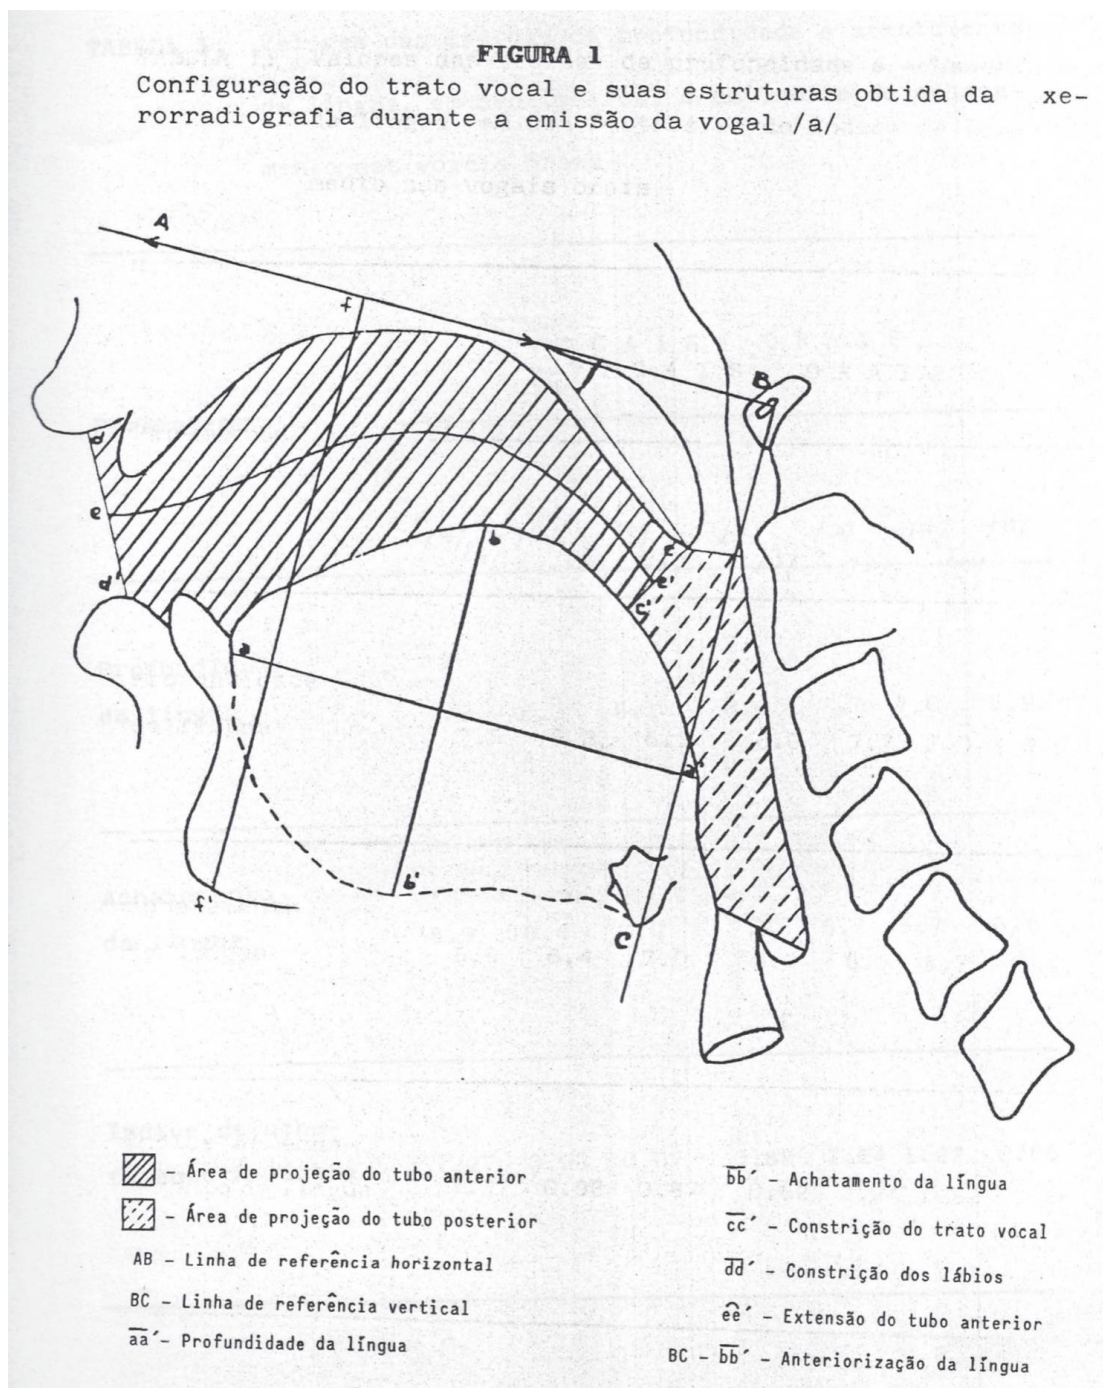 FIGURA 1
Configuração do trato vocal e suas estruturas obtida da xe-
rorradiografia durante a emissão da vogal /a/
A
f
B
d
e
d'
c
e'
c'
b
a
a'
b'
f'
C
- Área de projeção do tubo anterior
- Área de projeção do tubo posterior
AB - Linha de referência horizontal
BC - Linha de referência vertical
aa´- Profundidade da língua
bb´ - Achatamento da língua
cc´ - Constrição do trato vocal
dd´ - Constrição dos lábios
ee´ - Extensão do tubo anterior
BC - bb´ - Anteriorização da língua